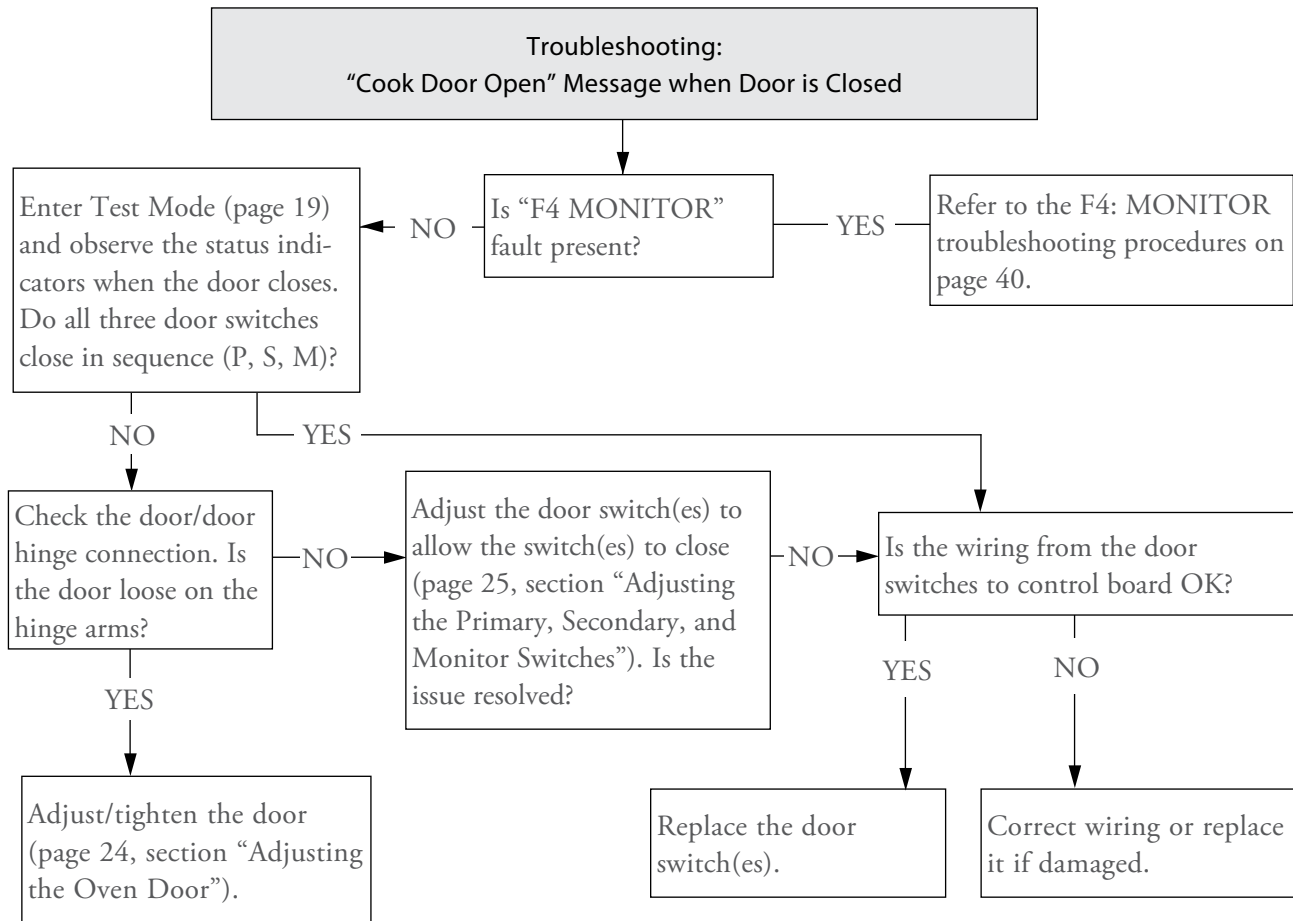 Troubleshooting:
“Cook Door Open” Message when Door is Closed
Enter Test Mode (page 19)
and observe the status indi-
cators when the door closes.
Do all three door switches
close in sequence (P, S, M)?
NO
Is “F4 MONITOR”
fault present?
YES
Refer to the F4: MONITOR
troubleshooting procedures on
page 40.
NO
YES
Check the door/door
hinge connection. Is
the door loose on the
hinge arms?
NO
Adjust the door switch(es) to
allow the switch(es) to close
(page 25, section “Adjusting
the Primary, Secondary, and
Monitor Switches”). Is the
issue resolved?
NO
Is the wiring from the door
switches to control board OK?
YES
YES
NO
Adjust/tighten the door
(page 24, section “Adjusting
the Oven Door”).
Replace the door
switch(es).
Correct wiring or replace
it if damaged.